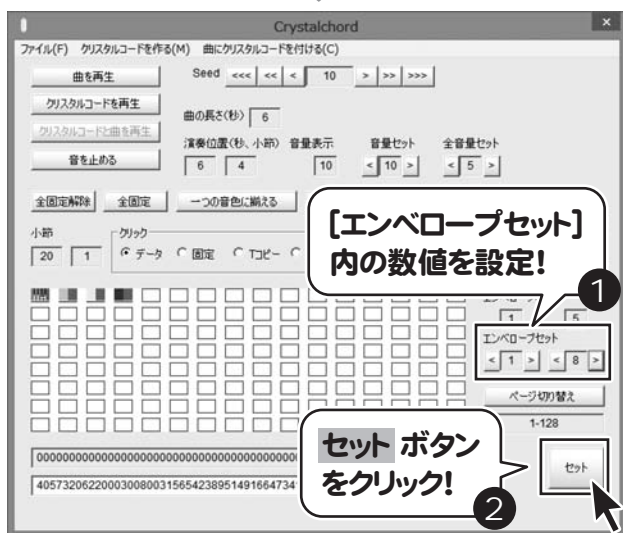 Crystalchord ×
ファイル(F) クリスタルコードを作る(M) 曲にクリスタルコードを付ける(C)
曲を再生 Seed <<< << < 10 > >> >>>
クリスタルコードを再生
曲の長さ(秒) 6
クリスタルコードと曲を再生
演奏位置(秒、小節) 音量表示 音量セット 全音量セット
音を止める 6 4 10 < 10 > < 5 >
全固定解除 全固定 一つの音色に揃える
小節 クリック
20 1 データ 固定 Tコピー
[エンベロープセット]
内の数値を設定!
1
1 5
エンベロープセット
< 1 > < 8 >
ページ切り替え
1-128
セット ボタン
をクリック!
2
セット